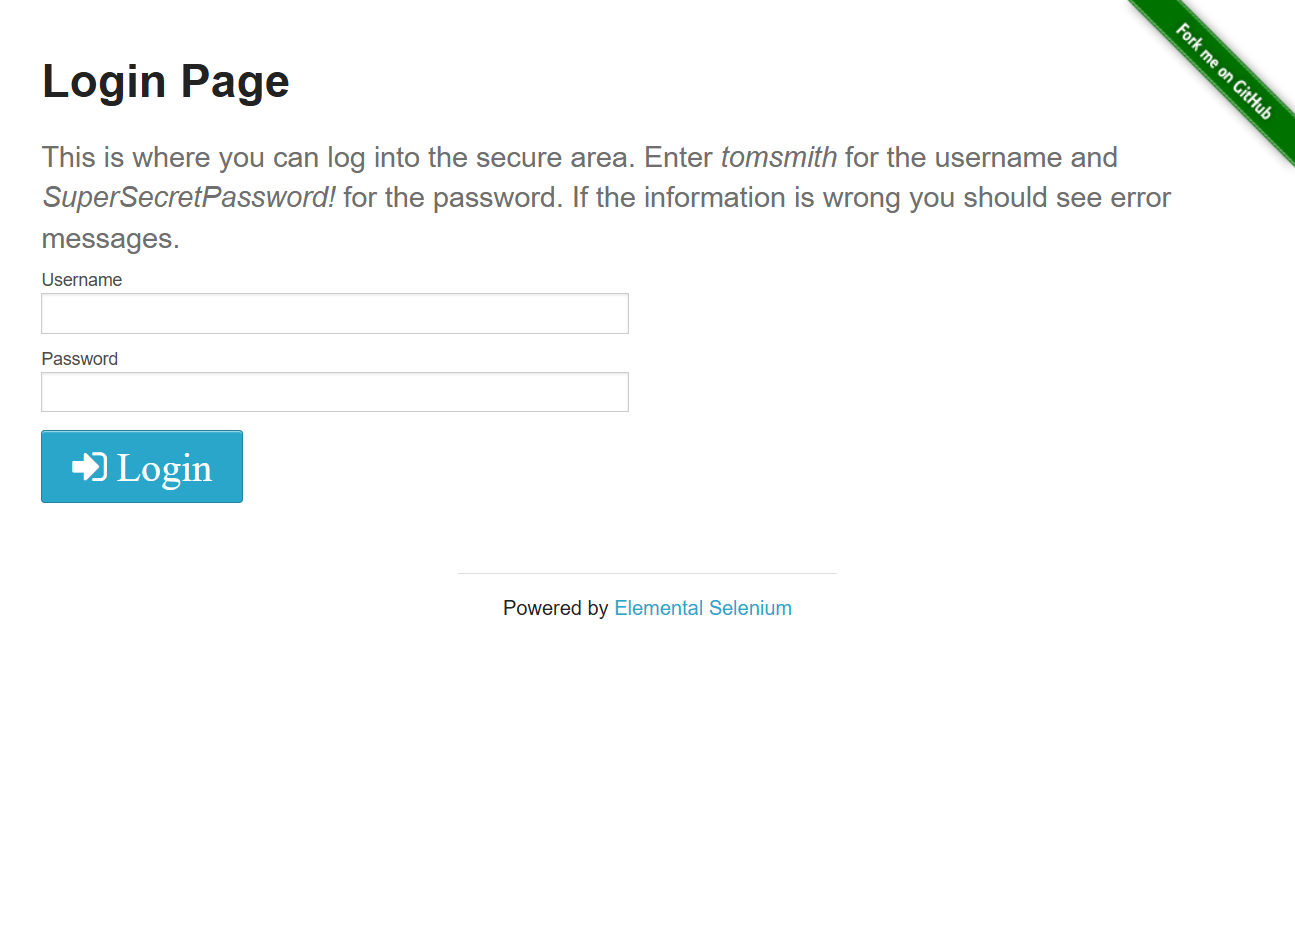 Fork me on GitHub
Login Page
This is where you can log into the secure area. Enter tomsmith for the username and
SuperSecretPassword! for the password. If the information is wrong you should see error
messages.
Username
Password
Login
Powered by Elemental Selenium